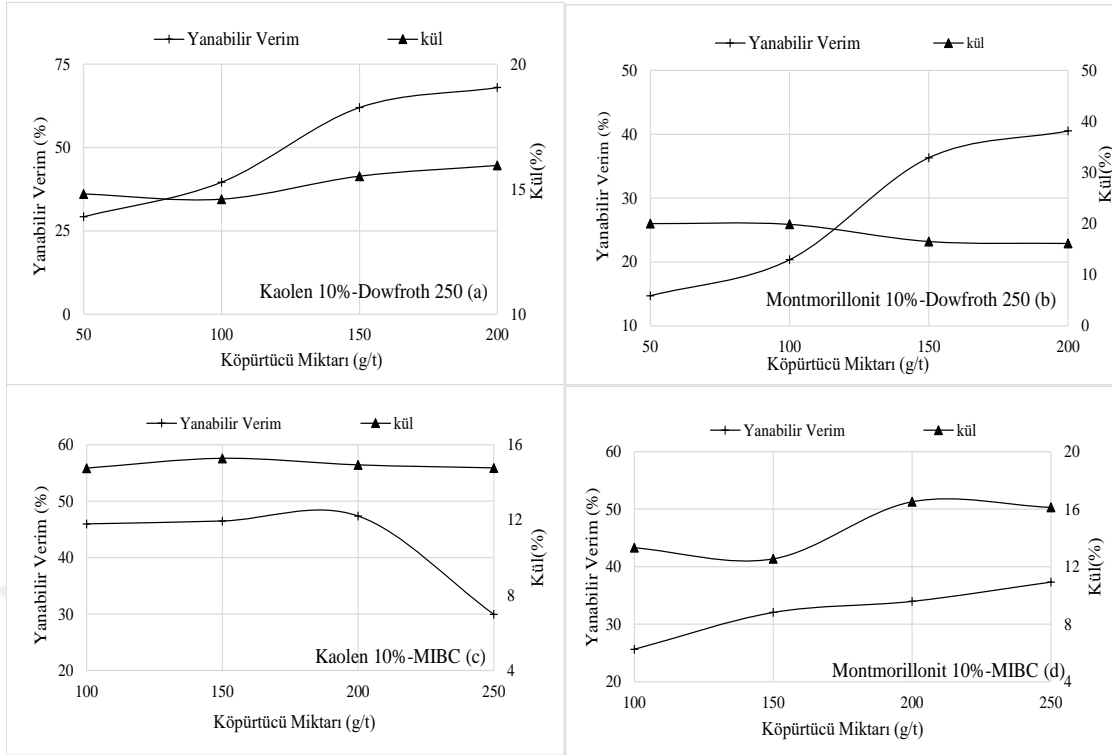 Yanabilir Verim kül
75
50
25
0
20
15
10
50 100 150 200
Yanabilir Verim (%)
Kül(%)
Kaolen 10%-Dowfroth 250 (a)
Köpürtücü Miktarı (g/t)
Yanabilir Verim kül
50
40
30
20
10
50
40
30
20
10
0
50 100 150 200
Yanabilir Verim (%)
Kül(%)
Montmorillonit 10%-Dowfroth 250 (b)
Köpürtücü Miktarı (g/t)
Yanabilir Verim kül
60
50
40
30
20
16
12
8
4
100 150 200 250
Yanabilir Verim (%)
Kül(%)
Kaolen 10%-MIBC (c)
Köpürtücü Miktarı (g/t)
Yanabilir Verim kül
60
50
40
30
20
20
16
12
8
4
100 150 200 250
Yanabilir Verim (%)
Kül(%)
Montmorillonit 10%-MIBC (d)
Köpürtücü Miktarı (g/t)